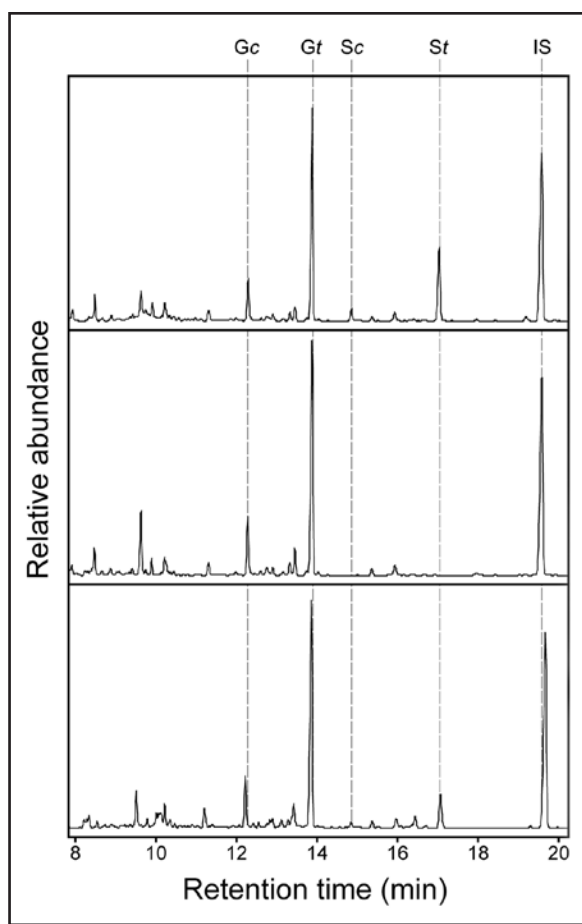 Gc Gt Sc St IS
Relative abundance
8 10 12 14 16 18 20
Retention time (min)